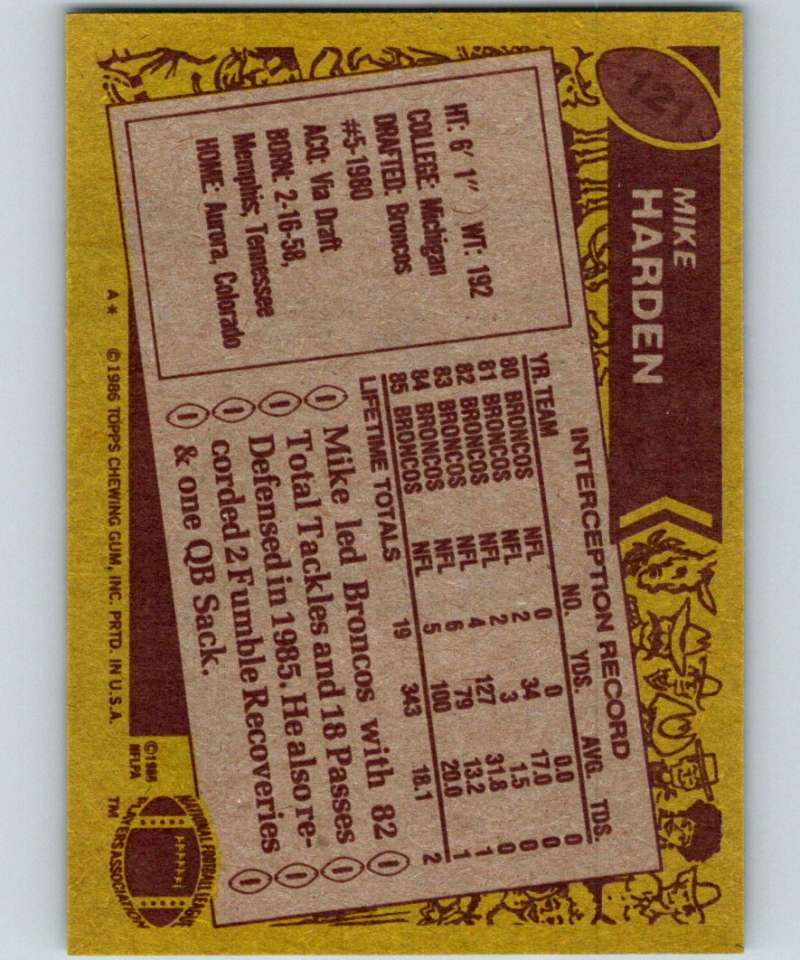 121
MIKE
HARDEN
HT: 6' 1" WT: 192
COLLEGE: Michigan
DRAFTED: Broncos
#5-1980
ACQ: Via Draft
BORN: 2-16-58,
Memphis, Tennessee
HOME: Aurora, Colorado
INTERCEPTION RECORD
YR. TEAM NO. YDS. AVG. TDS.
80 BRONCOS NFL 0 0 0.0 0
81 BRONCOS NFL 2 34 17.0 0
82 BRONCOS NFL 2 3 1.5 0
83 BRONCOS NFL 4 127 31.8 0
84 BRONCOS NFL 6 79 13.2 1
85 BRONCOS NFL 5 100 20.0 1
LIFETIME TOTALS 19 343 18.1 2
Mike led Broncos with 82
Total Tackles and 18 Passes
Defensed in 1985. He also re-
corded 2 Fumble Recoveries
& one QB Sack.
A* ©1986 TOPPS CHEWING GUM, INC. PRTD. IN U.S.A.
©1986
NFLPA
NATIONAL FOOTBALL LEAGUE
PLAYERS ASSOCIATION
TM